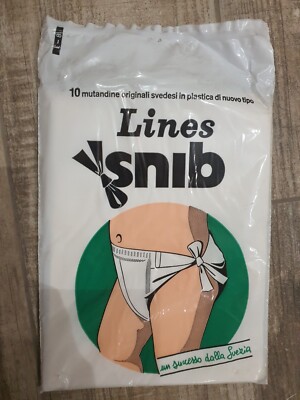 10 mutandine originali svedesi in plastica di nuovo tipo
Lines
snib
un successo dalla Svezia